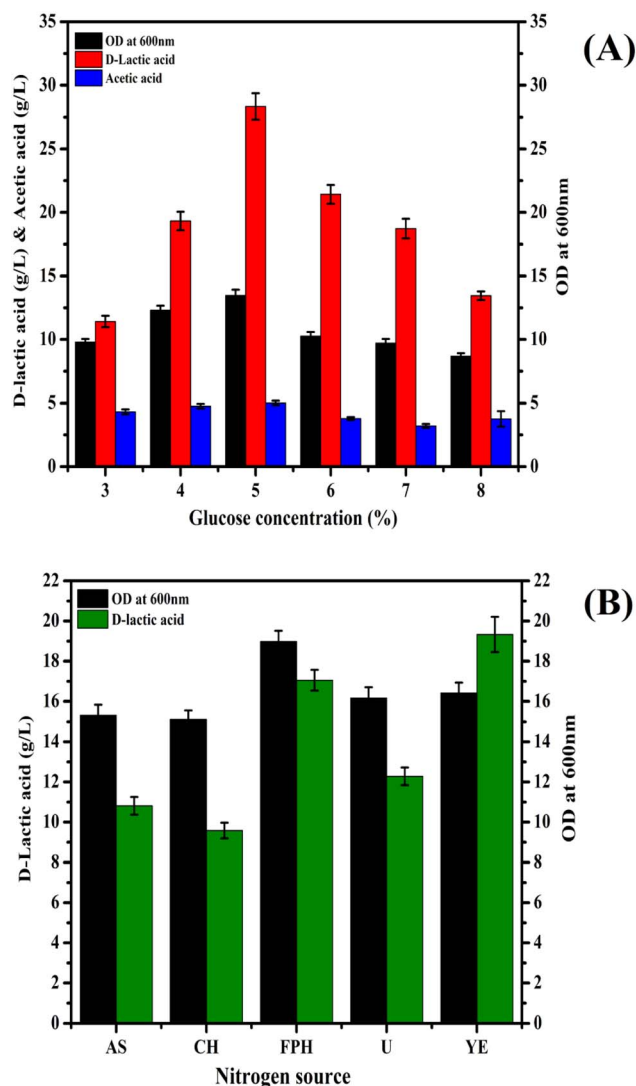 (A)
OD at 600nm
D-Lactic acid
Acetic acid
D-lactic acid (g/L) & Acetic acid (g/L)
35
30
25
20
15
10
5
0
OD at 600nm
35
30
25
20
15
10
5
0
3 4 5 6 7 8
Glucose concentration (%)
(B)
OD at 600nm
D-lactic acid
D-Lactic acid (g/L)
22
20
18
16
14
12
10
8
6
4
2
0
OD at 600nm
22
20
18
16
14
12
10
8
6
4
2
0
AS CH FPH U YE
Nitrogen source